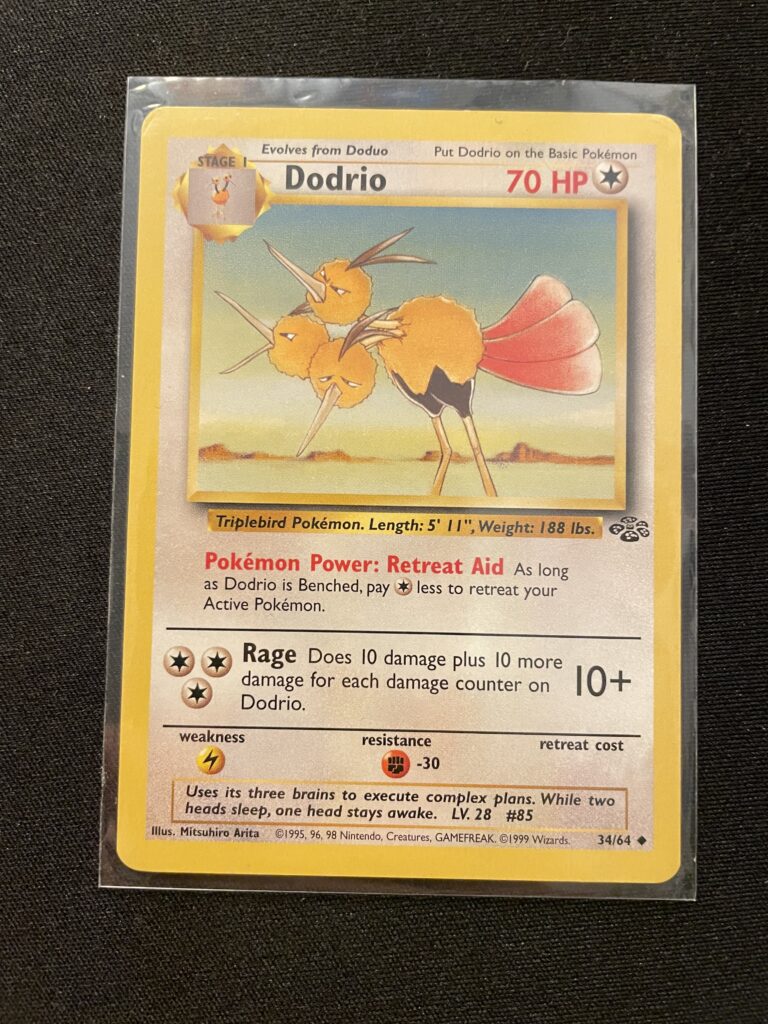 Evolves from Doduo
Put Dodrio on the Basic Pokémon
STAGE 1
Dodrio
70 HP
Triplebird Pokémon. Length: 5' 11", Weight: 188 lbs.
Pokémon Power: Retreat Aid As long
as Dodrio is Benched, pay less to retreat your
Active Pokémon.
Rage Does 10 damage plus 10 more
damage for each damage counter on
Dodrio.
10+
weakness
resistance
retreat cost
-30
Uses its three brains to execute complex plans. While two
heads sleep, one head stays awake. LV. 28 #85
Illus. Mitsuhiro Arita ©1995, 96, 98 Nintendo, Creatures, GAMEFREAK. ©1999 Wizards. 34/64